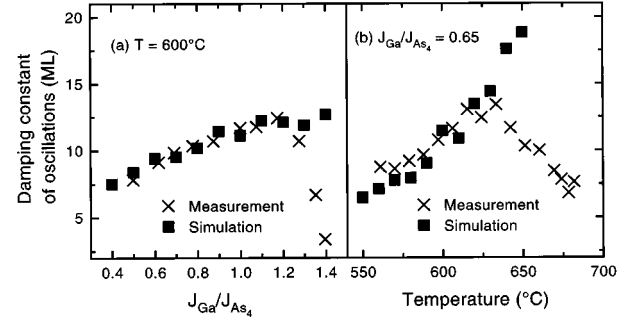 Damping constant
of oscillations (ML)
20
15
10
5
(a) T = 600°C
× Measurement
■ Simulation
0.4 0.6 0.8 1.0 1.2 1.4
J_Ga/J_As₄
(b) J_Ga/J_As₄ = 0.65
× Measurement
■ Simulation
550 600 650 700
Temperature (°C)